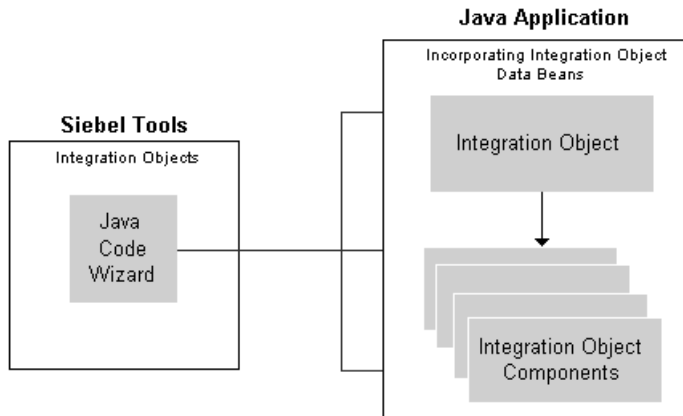 Java Application
Incorporating Integration Object
Data Beans
Integration Object
Siebel Tools
Integration Objects
Java
Code
Wizard
Integration Object
Components